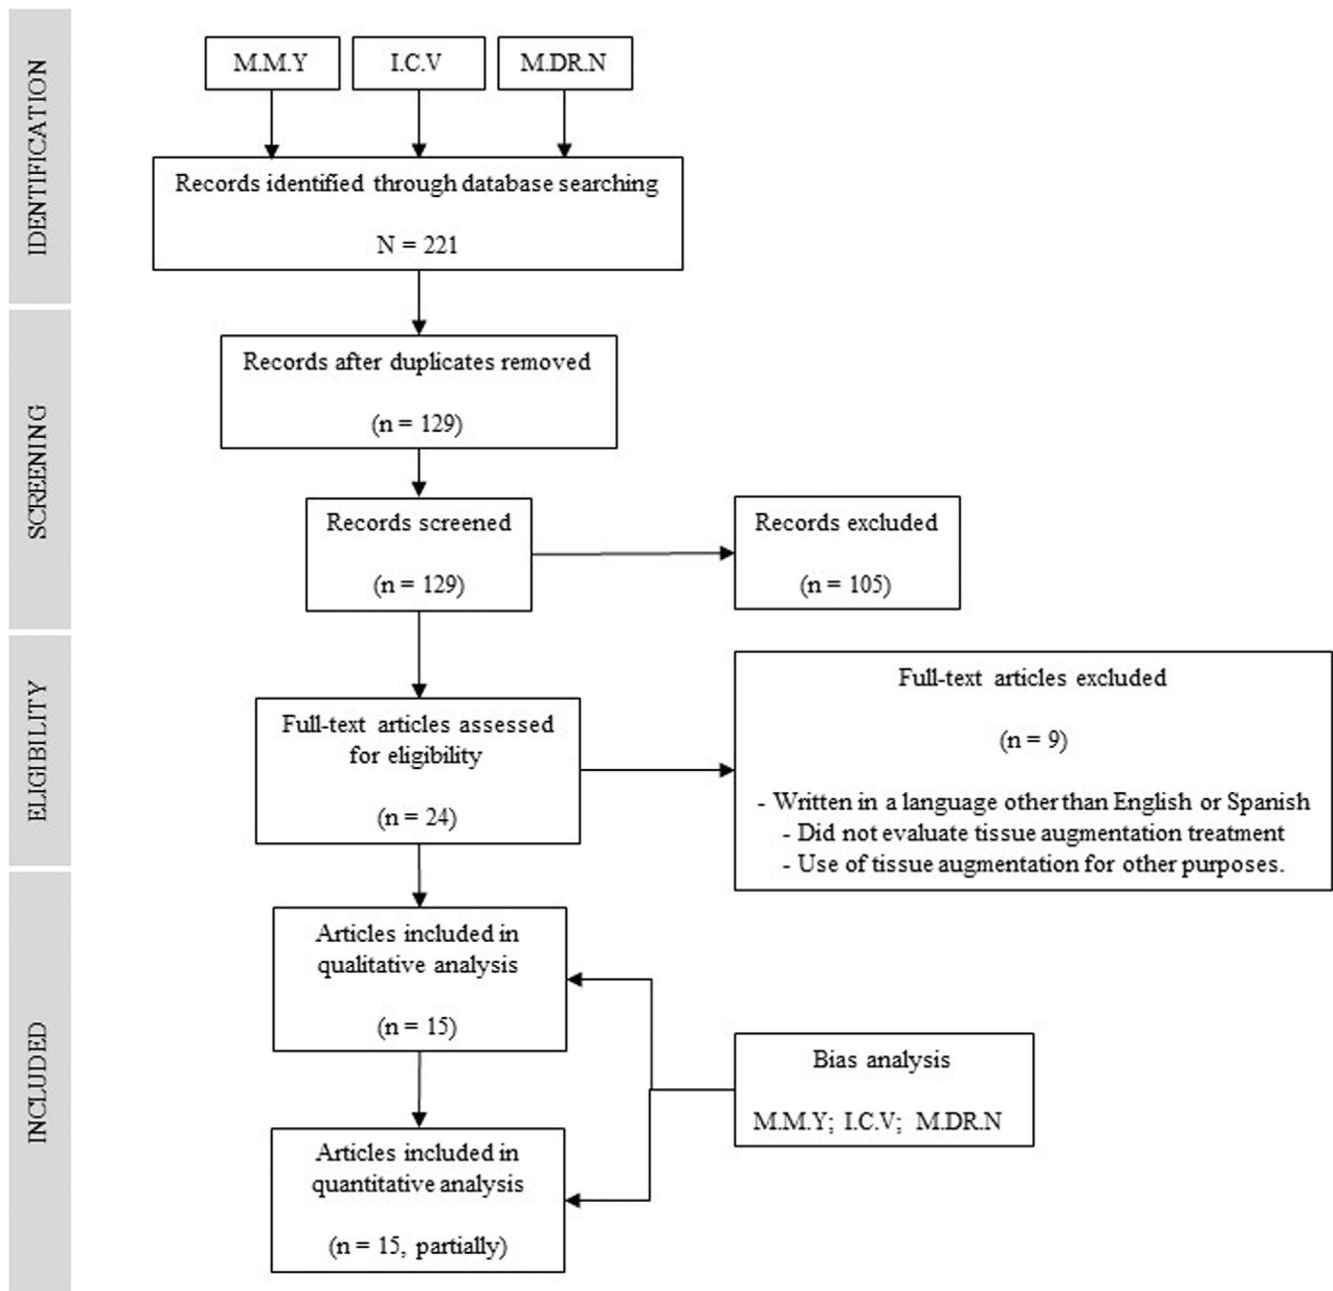 IDENTIFICATION
M.M.Y
I.C.V
M.DR.N
Records identified through database searching
N = 221
SCREENING
Records after duplicates removed
(n = 129)
Records screened
(n = 129)
Records excluded
(n = 105)
ELIGIBILITY
Full-text articles assessed
for eligibility
(n = 24)
Full-text articles excluded
(n = 9)
- Written in a language other than English or Spanish
- Did not evaluate tissue augmentation treatment
- Use of tissue augmentation for other purposes.
INCLUDED
Articles included in
qualitative analysis
(n = 15)
Bias analysis
M.M.Y; I.C.V; M.DR.N
Articles included in
quantitative analysis
(n = 15, partially)